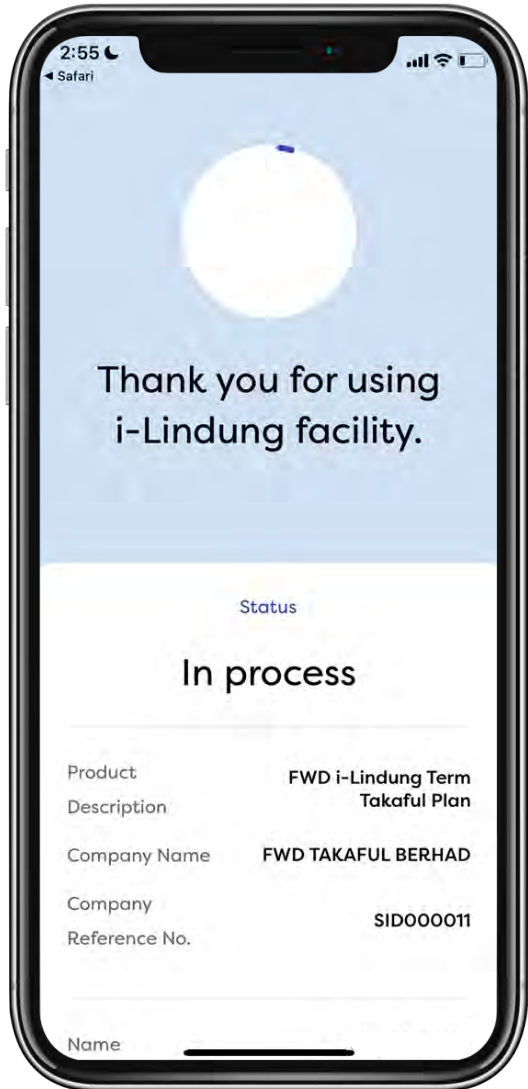 2:55
◀ Safari
Thank you for using
i-Lindung facility.
Status
In process
Product
Description
FWD i-Lindung Term
Takaful Plan
Company Name FWD TAKAFUL BERHAD
Company
Reference No.
SID000011
Name